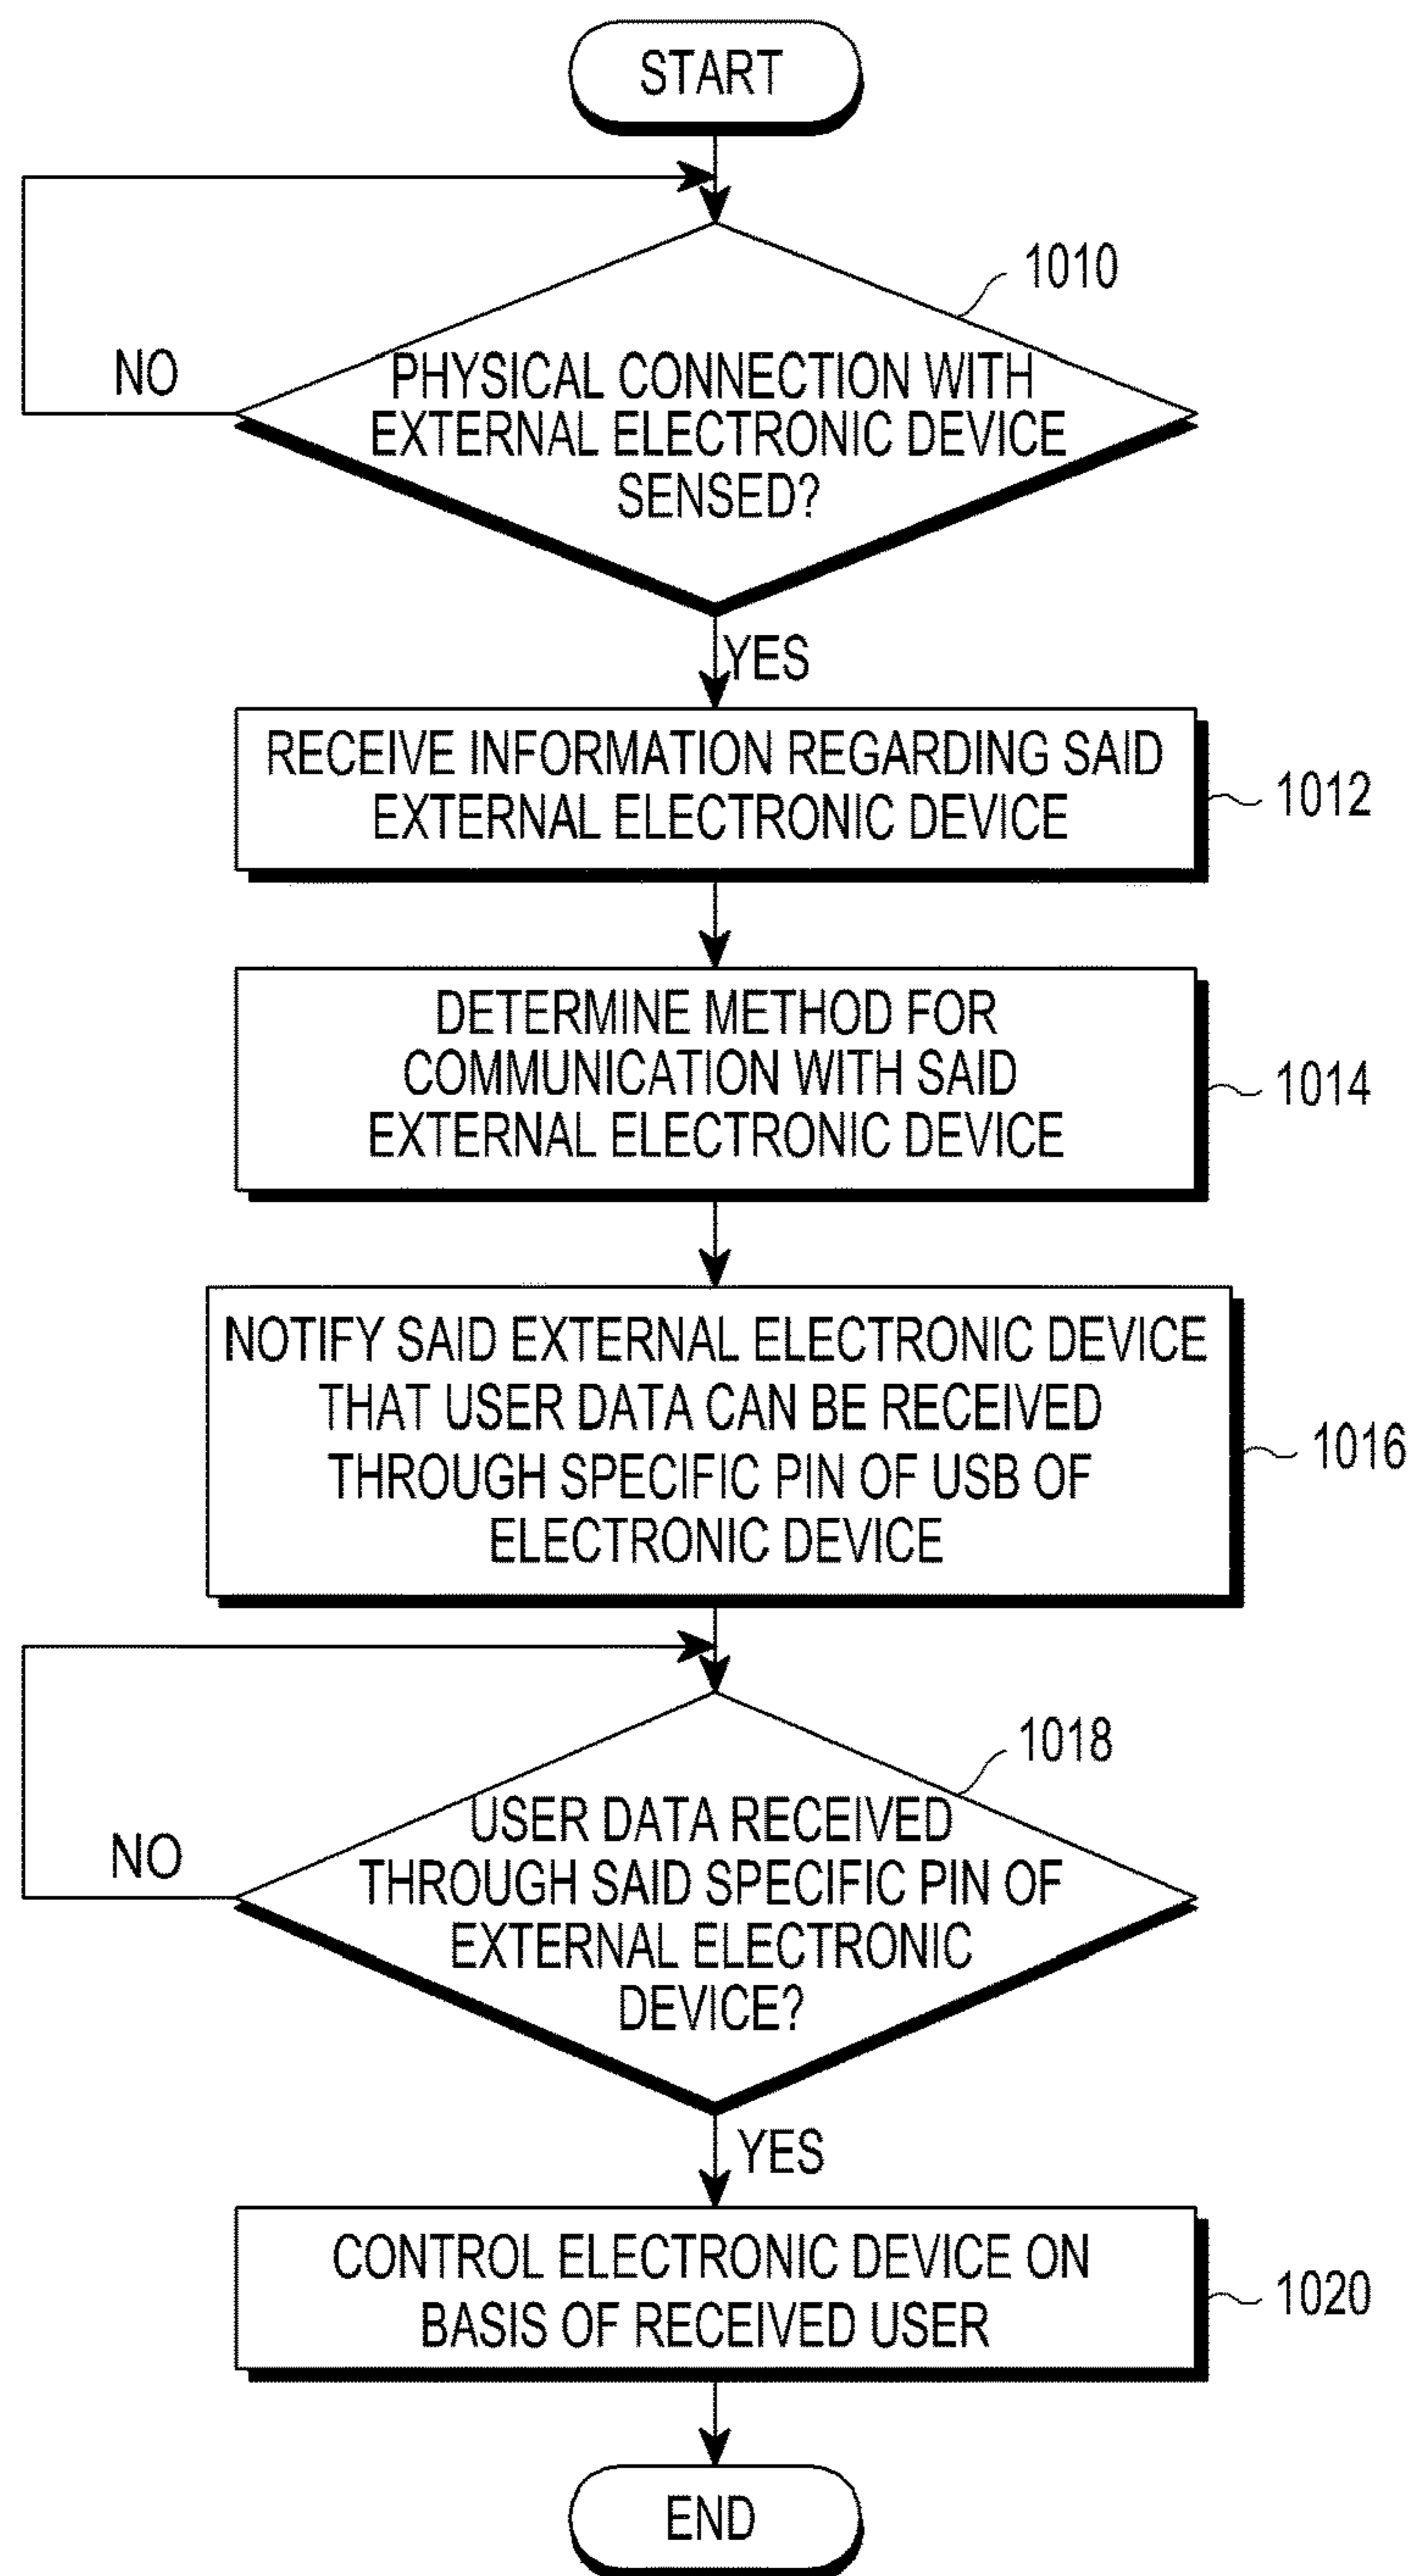 START
1010
NO
PHYSICAL CONNECTION WITH
EXTERNAL ELECTRONIC DEVICE
SENSED?
YES
RECEIVE INFORMATION REGARDING SAID
EXTERNAL ELECTRONIC DEVICE
1012
DETERMINE METHOD FOR
COMMUNICATION WITH SAID
EXTERNAL ELECTRONIC DEVICE
1014
NOTIFY SAID EXTERNAL ELECTRONIC DEVICE
THAT USER DATA CAN BE RECEIVED
THROUGH SPECIFIC PIN OF USB OF
ELECTRONIC DEVICE
1016
1018
NO
USER DATA RECEIVED
THROUGH SAID SPECIFIC PIN OF
EXTERNAL ELECTRONIC
DEVICE?
YES
CONTROL ELECTRONIC DEVICE ON
BASIS OF RECEIVED USER
1020
END